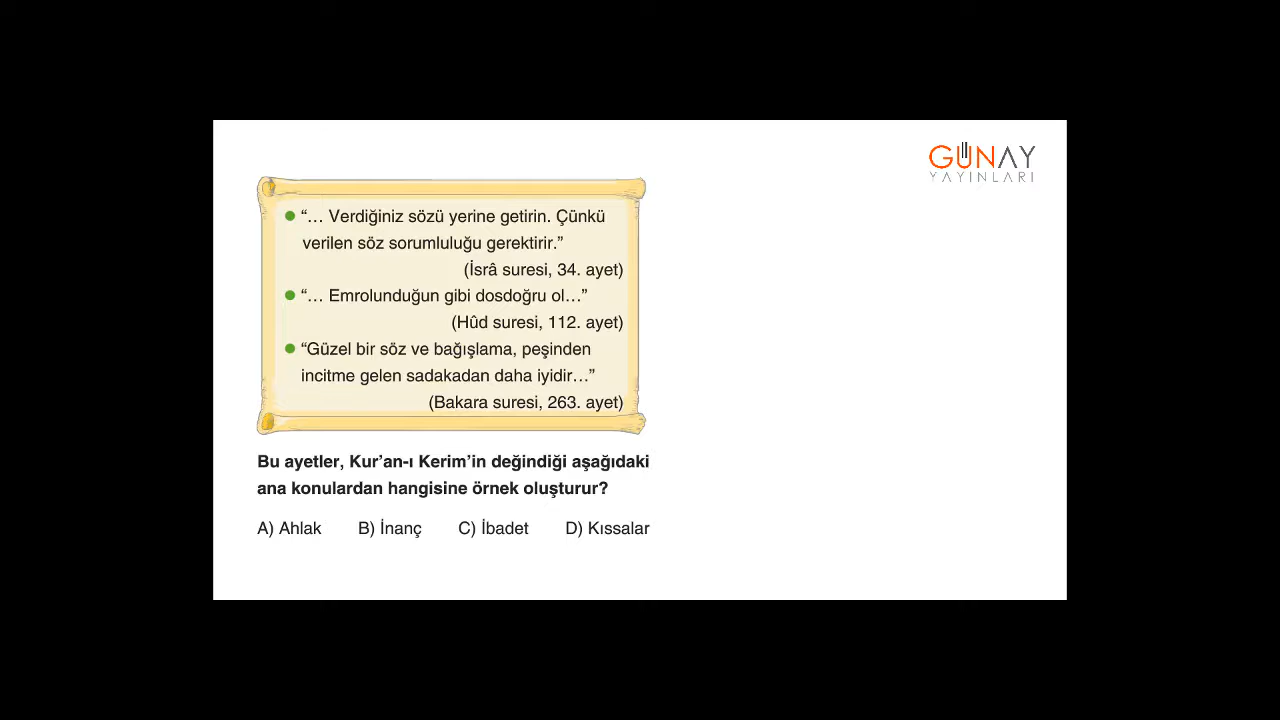 GÜNAY
YAYINLARI
● “… Verdiğiniz sözü yerine getirin. Çünkü
verilen söz sorumluluğu gerektirir.”
(İsrâ suresi, 34. ayet)
● “… Emrolunduğun gibi dosdoğru ol…”
(Hûd suresi, 112. ayet)
● “Güzel bir söz ve bağışlama, peşinden
incitme gelen sadakadan daha iyidir…”
(Bakara suresi, 263. ayet)
Bu ayetler, Kur’an-ı Kerim’in değindiği aşağıdaki
ana konulardan hangisine örnek oluşturur?
A) Ahlak B) İnanç C) İbadet D) Kıssalar